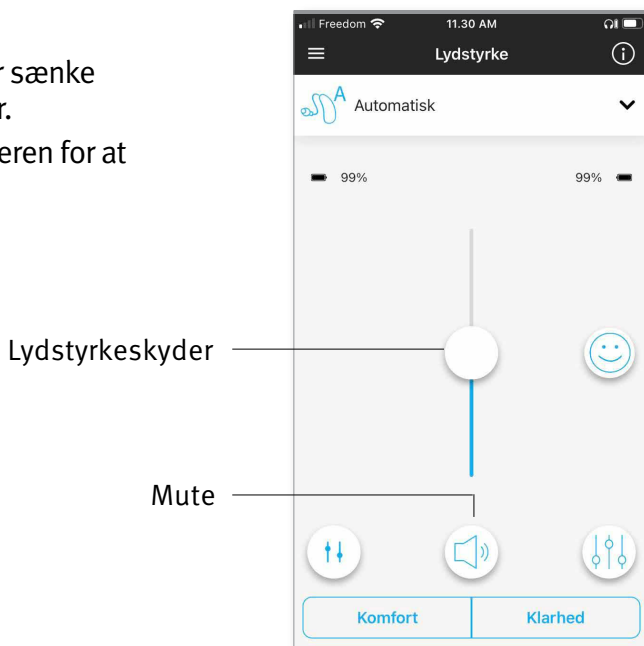 r sænke
r.
eren for at
Lydstyrkeskyder
Mute
Freedom 11.30 AM
Lydstyrke
A Automatisk
99% 99%
Komfort Klarhed